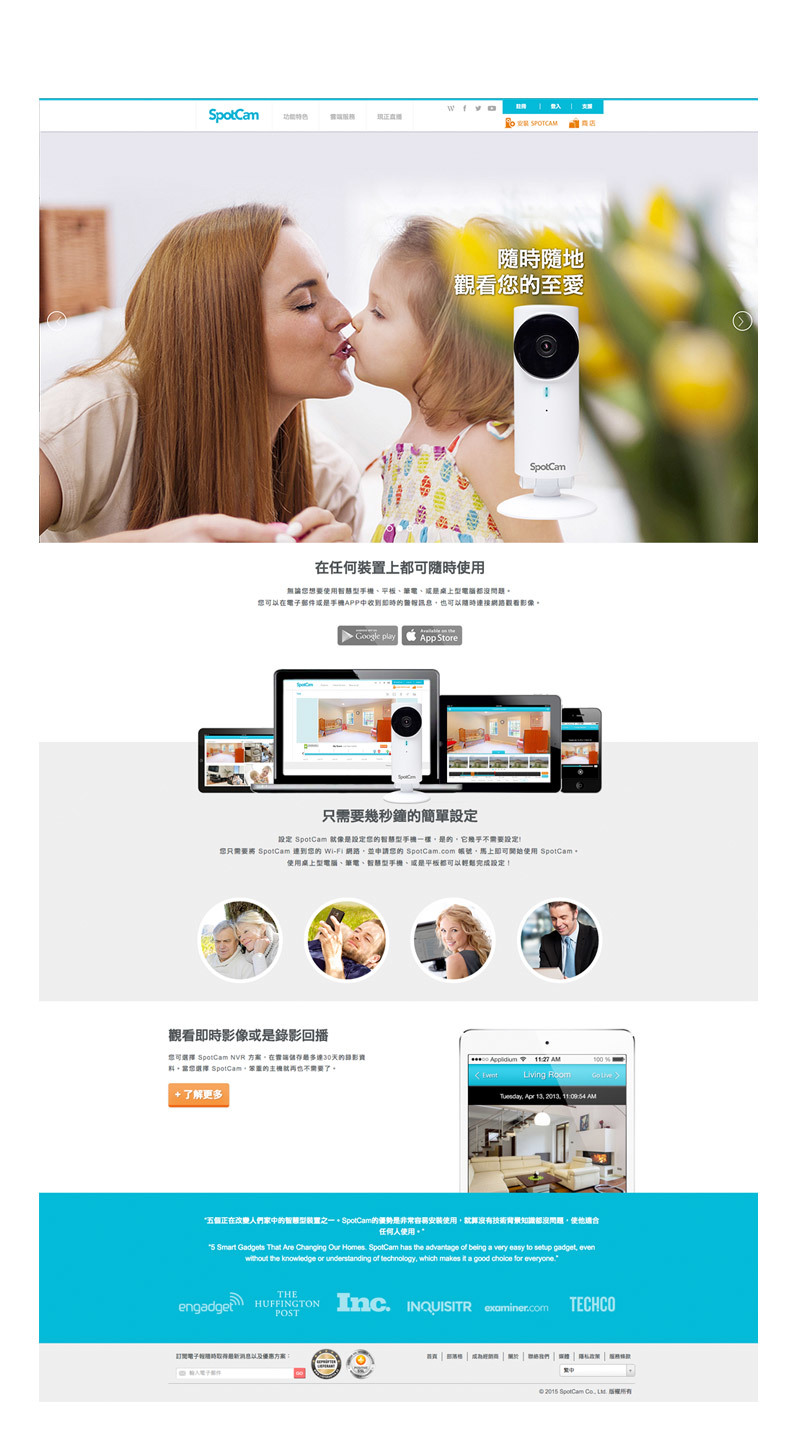 SpotCam
功能特色 雲端服務 現正直播
註冊 | 登入 | 支援
安裝 SPOTCAM 商店
隨時隨地
觀看您的至愛
SpotCam
在任何裝置上都可隨時使用
無論您想要使用智慧型手機、平板、筆電、或是桌上型電腦都沒問題。
您可以在電子郵件或是手機APP中收到即時的警報訊息，也可以隨時連接網路觀看影像。
Google play
Available on the
App Store
SpotCam
SpotCam
只需要幾秒鐘的簡單設定
設定 SpotCam 就像是設定您的智慧型手機一樣，是的，它幾乎不需要設定!
您只需要將 SpotCam 連到您的 Wi-Fi 網路，並申請您的 SpotCam.com 帳號，馬上即可開始使用 SpotCam。
使用桌上型電腦、筆電、智慧型手機、或是平板都可以輕鬆完成設定！
觀看即時影像或是錄影回播
您可選擇 SpotCam NVR 方案，在雲端儲存最多達30天的錄影資
料。當您選擇 SpotCam，笨重的主機就再也不需要了。
+ 了解更多
Applidium 11:27 AM 100 %
Event Living Room Go Live
Tuesday, Apr 13, 2013, 11:09:54 AM
"五個正在改變人們家中的智慧型裝置之一。SpotCam的優勢是非常容易安裝使用，就算沒有技術背景知識都沒問題，使他適合
任何人使用。"
"5 Smart Gadgets That Are Changing Our Homes. SpotCam has the advantage of being a very easy to setup gadget, even
without the knowledge or understanding of technology, which makes it a good choice for everyone."
engadget THE HUFFINGTON POST Inc. INQUISITR examiner.com TECHCO
訂閱電子報隨時取得最新消息以及優惠方案：
輸入電子郵件 GO
GEPRÜFTER
LIEFERANT
首頁 | 部落格 | 成為經銷商 | 關於 | 聯絡我們 | 媒體 | 隱私政策 | 服務條款
繁中
© 2015 SpotCam Co., Ltd. 版權所有